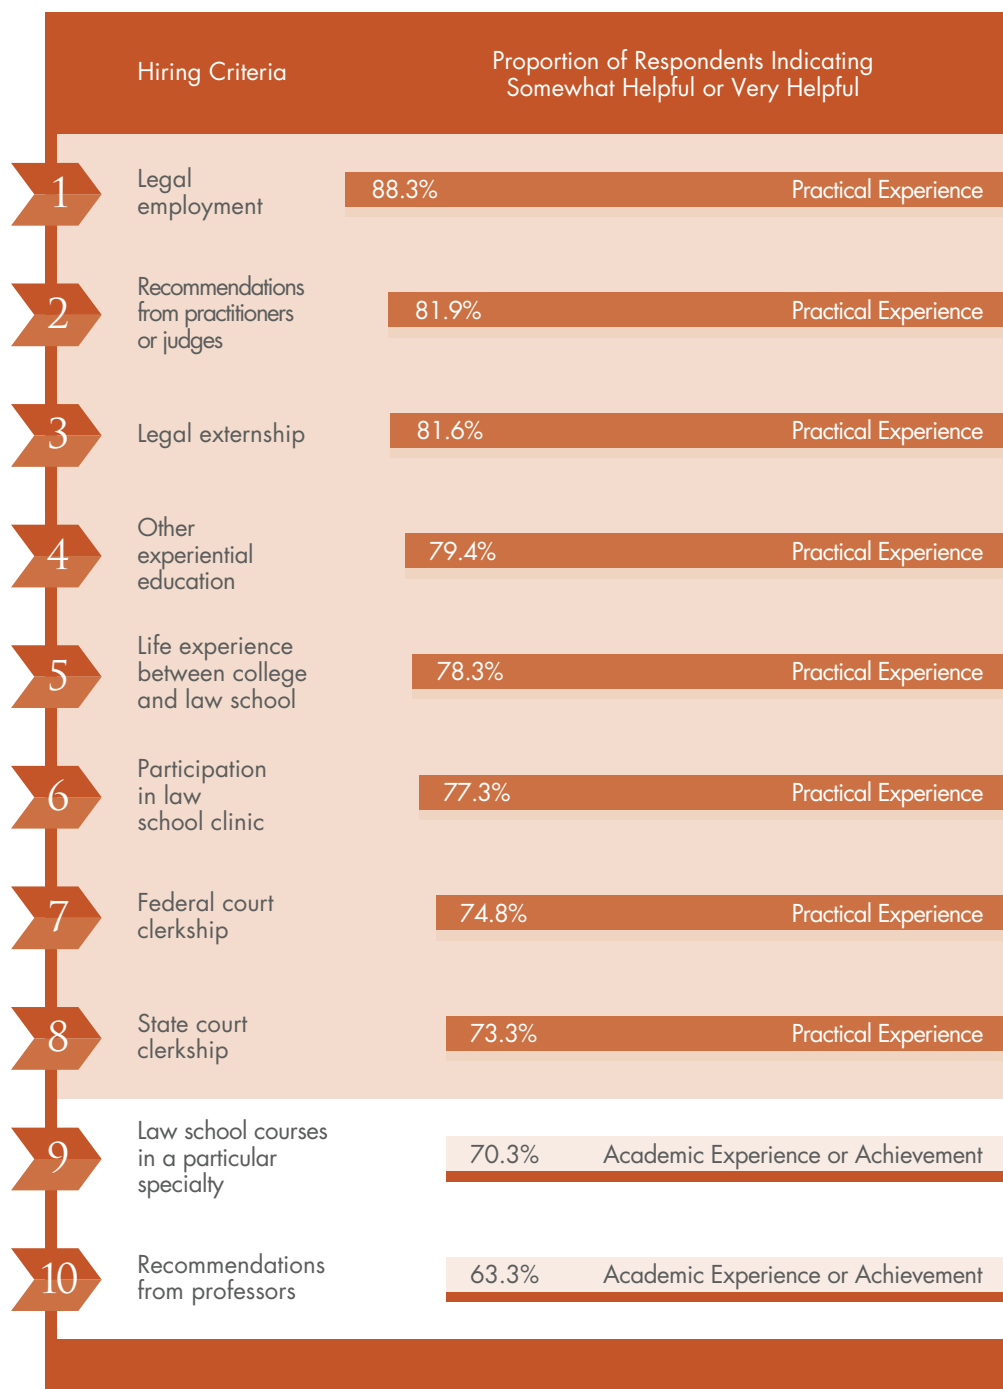 Hiring Criteria
Proportion of Respondents Indicating
Somewhat Helpful or Very Helpful
1
Legal
employment
88.3%
Practical Experience
2
Recommendations
from practitioners
or judges
81.9%
Practical Experience
3
Legal externship
81.6%
Practical Experience
4
Other
experiential
education
79.4%
Practical Experience
5
Life experience
between college
and law school
78.3%
Practical Experience
6
Participation
in law
school clinic
77.3%
Practical Experience
7
Federal court
clerkship
74.8%
Practical Experience
8
State court
clerkship
73.3%
Practical Experience
9
Law school courses
in a particular
specialty
70.3%
Academic Experience or Achievement
10
Recommendations
from professors
63.3%
Academic Experience or Achievement